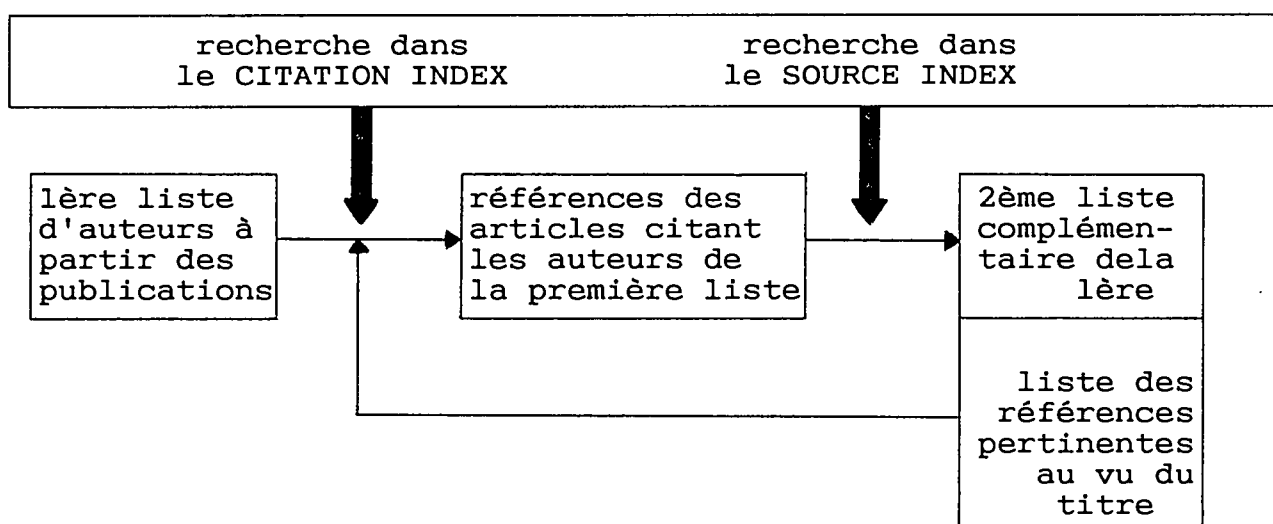 recherche dans
le CITATION INDEX
recherche dans
le SOURCE INDEX
1ère liste
d'auteurs à
partir des
publications
références des
articles citant
les auteurs de
la première liste
2ème liste
complémen-
taire dela
1ère
liste des
références
pertinentes
au vu du
titre